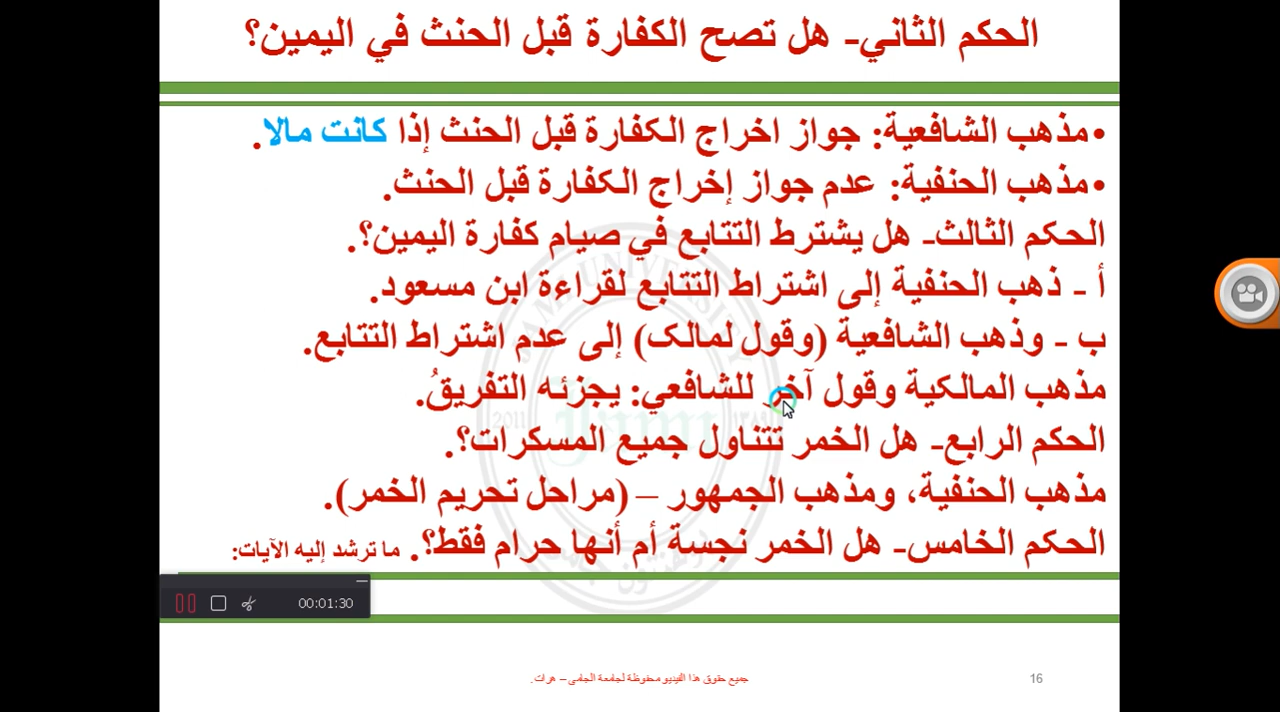 الحكم الثاني- هل تصح الكفارة قبل الحنث في اليمين؟
• مذهب الشافعية: جواز اخراج الكفارة قبل الحنث إذا كانت مالا.
• مذهب الحنفية: عدم جواز إخراج الكفارة قبل الحنث.
الحكم الثالث- هل يشترط التتابع في صيام كفارة اليمين؟.
أ - ذهب الحنفية إلى اشتراط التتابع لقراءة ابن مسعود.
ب - وذهب الشافعية (وقول لمالک) إلى عدم اشتراط التتابع.
مذهب المالكية وقول آخر للشافعي: يجزئه التفريقُ.
الحكم الرابع- هل الخمر تتناول جميع المسكرات؟.
مذهب الحنفية، ومذهب الجمهور – (مراحل تحريم الخمر).
الحكم الخامس- هل الخمر نجسة أم أنها حرام فقط؟. ما ترشد إليه الآيات:
JAMI UNIVERSITY
2011
00:01:30
جميع حقوق هذا الفيديو محفوظة لجامعة الجامی – هرات.
16